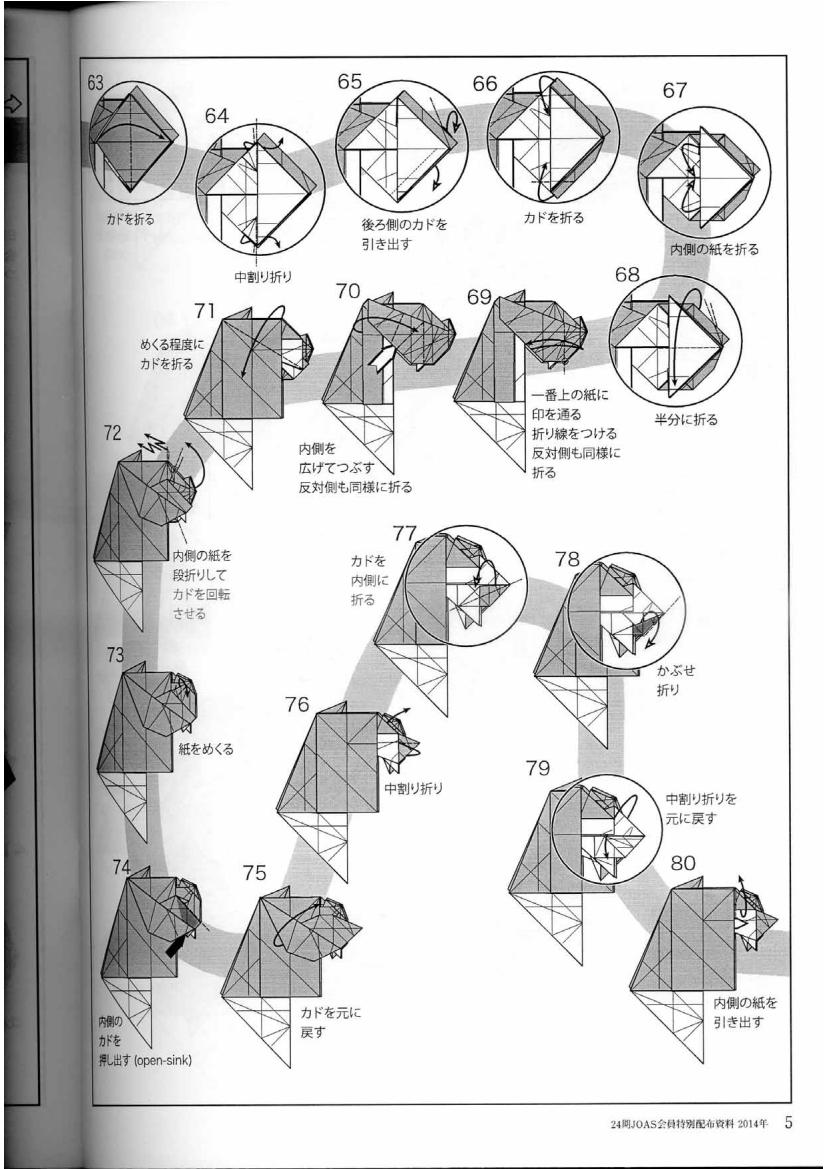 63
カドを折る
64
中割り折り
65
後ろ側のカドを
引き出す
66
カドを折る
67
内側の紙を折る
68
半分に折る
69
一番上の紙に
印を通る
折り線をつける
反対側も同様に
折る
70
内側を
広げてつぶす
反対側も同様に折る
71
めくる程度に
カドを折る
72
内側の紙を
段折りして
カドを回転
させる
73
紙をめくる
74
内側の
カドを
押し出す(open-sink)
75
カドを元に
戻す
76
中割り折り
77
カドを
内側に
折る
78
かぶせ
折り
79
中割り折りを
元に戻す
80
内側の紙を
引き出す
24期JOAS会員特別配布資料 2014年 5